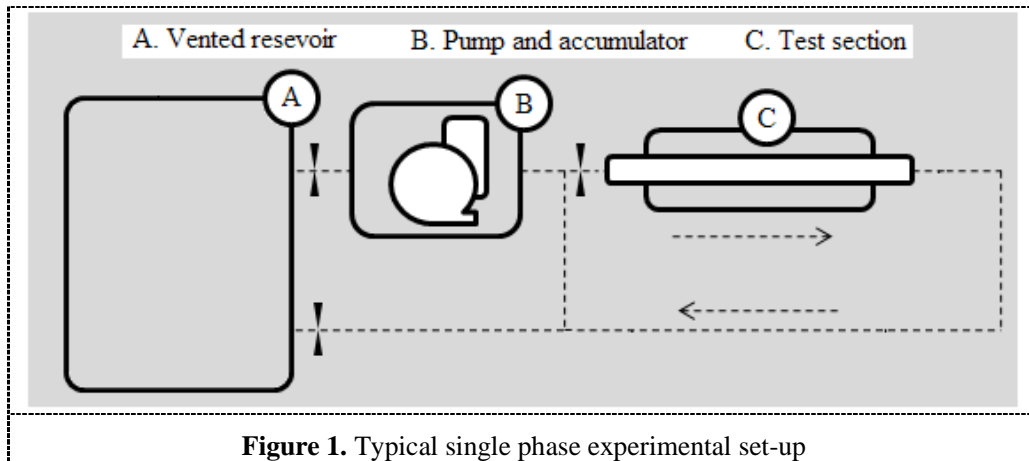 A. Vented resevoir B. Pump and accumulator C. Test section
A
B
C
Figure 1. Typical single phase experimental set-up